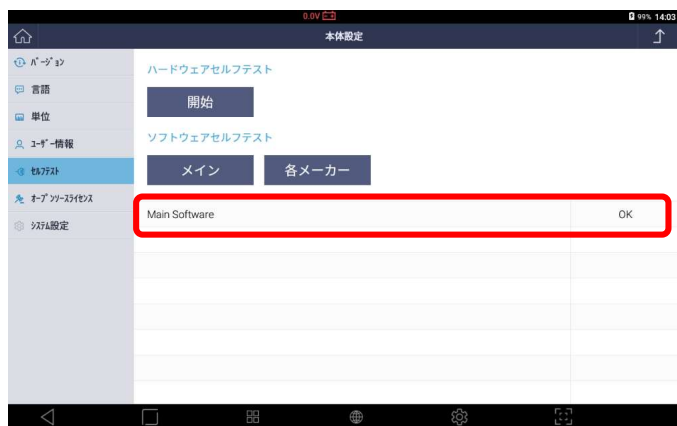 0.0V
99% 14:03
本体設定
ﾊﾞｰｼﾞｮﾝ
言語
単位
ﾕｰｻﾞｰ情報
ｾﾙﾌﾃｽﾄ
ｵｰﾌﾟﾝｿｰｽﾗｲｾﾝｽ
ｼｽﾃﾑ設定
ハードウェアセルフテスト
開始
ソフトウェアセルフテスト
メイン 各メーカー
Main Software OK